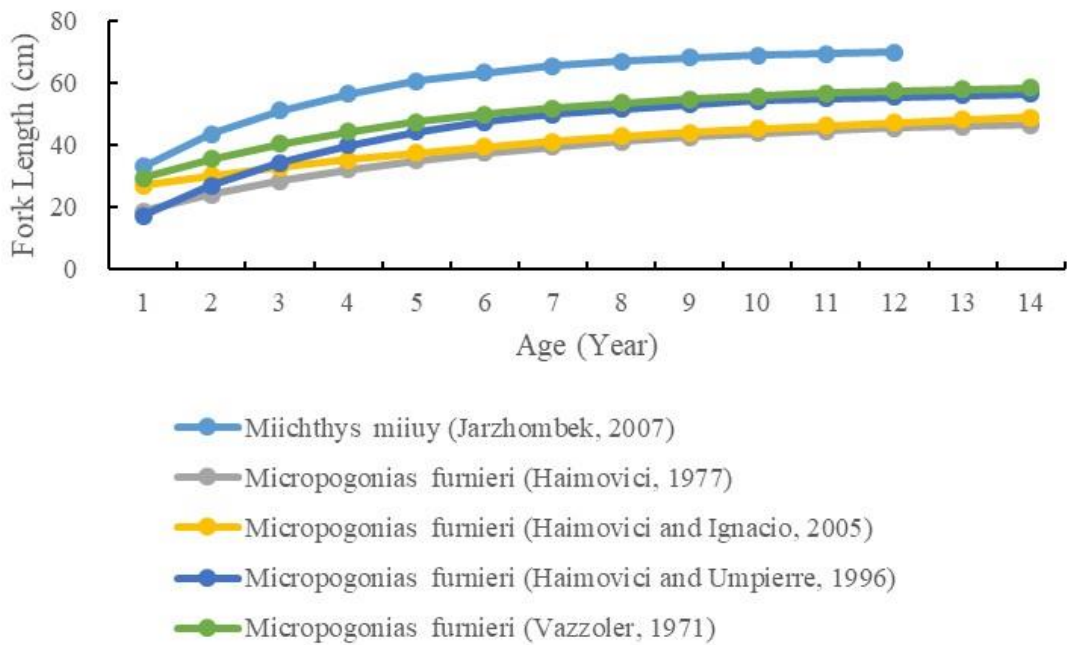 80
60
40
20
0
Fork Length (cm)
1 2 3 4 5 6 7 8 9 10 11 12 13 14
Age (Year)
Miichthys miiuy (Jarzhombek, 2007)
Micropogonias furnieri (Haimovici, 1977)
Micropogonias furnieri (Haimovici and Ignacio, 2005)
Micropogonias furnieri (Haimovici and Umpierre, 1996)
Micropogonias furnieri (Vazzoler, 1971)